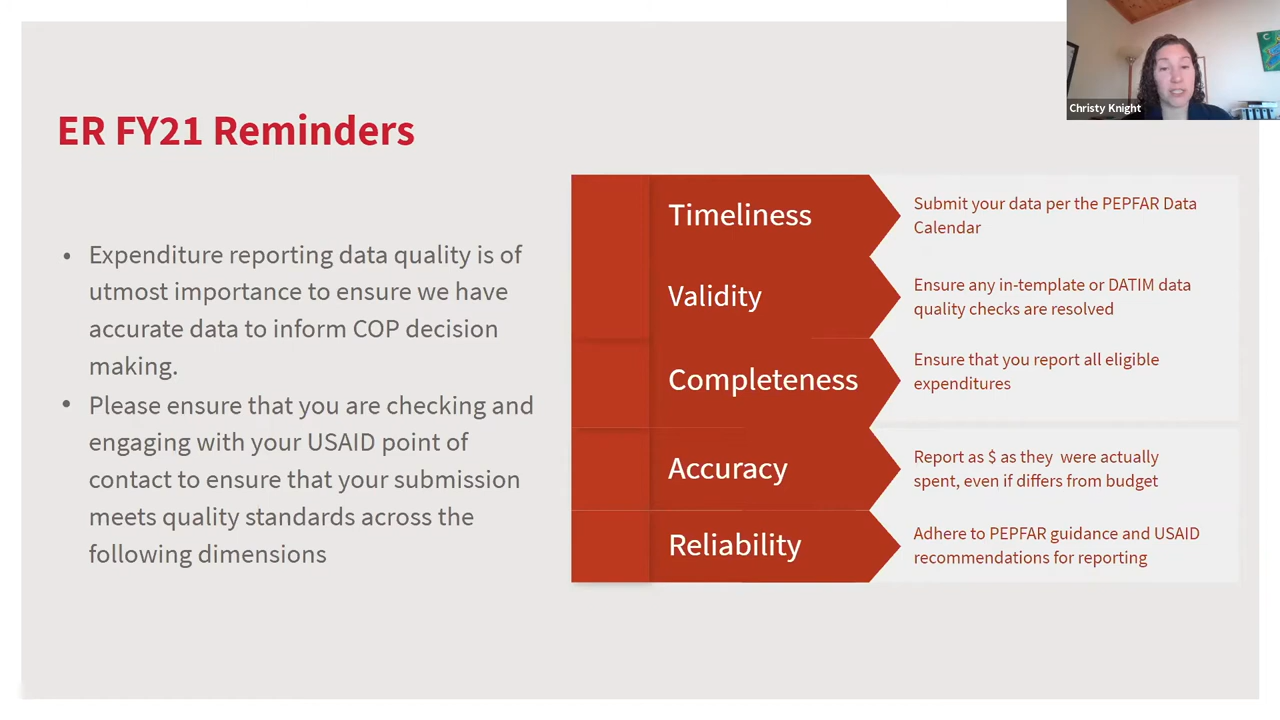 Christy Knight
ER FY21 Reminders
• Expenditure reporting data quality is of
utmost importance to ensure we have
accurate data to inform COP decision
making.
• Please ensure that you are checking and
engaging with your USAID point of
contact to ensure that your submission
meets quality standards across the
following dimensions
Timeliness
Submit your data per the PEPFAR Data
Calendar
Validity
Ensure any in-template or DATIM data
quality checks are resolved
Completeness
Ensure that you report all eligible
expenditures
Accuracy
Report as $ as they were actually
spent, even if differs from budget
Reliability
Adhere to PEPFAR guidance and USAID
recommendations for reporting